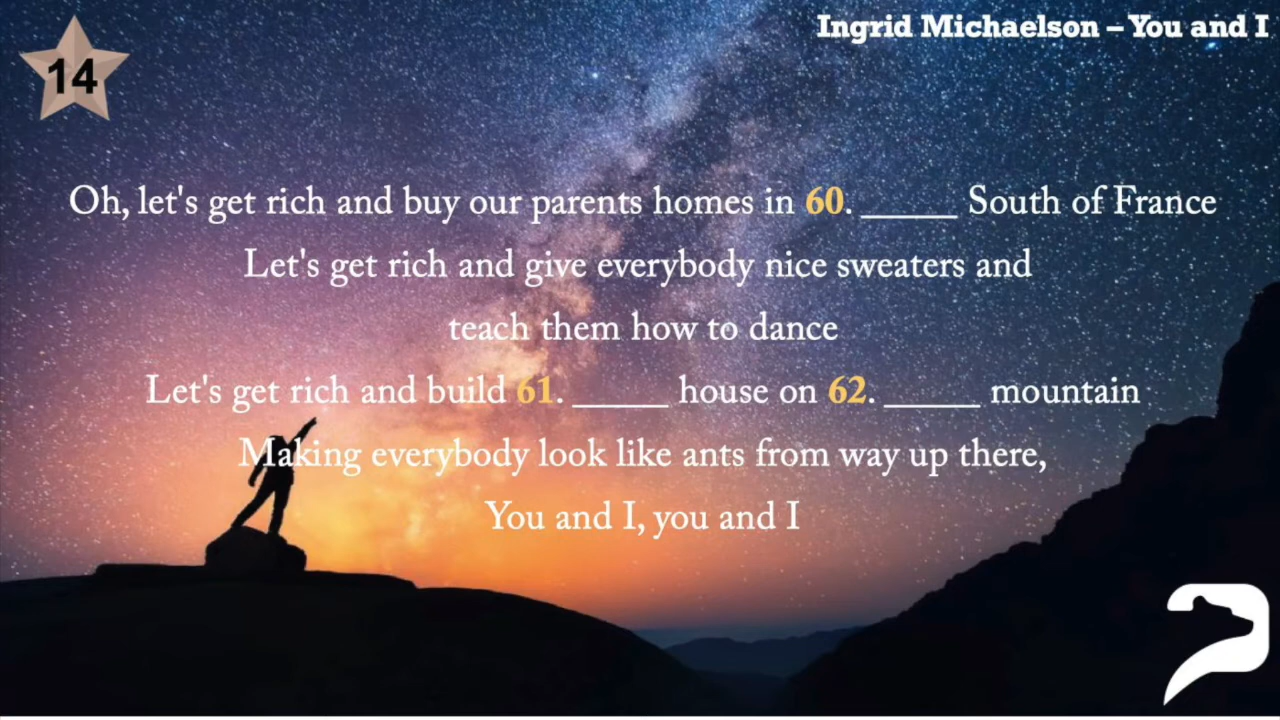 Ingrid Michaelson – You and I
14
Oh, let's get rich and buy our parents homes in 60. _____ South of France
Let's get rich and give everybody nice sweaters and
teach them how to dance
Let's get rich and build 61. _____ house on 62. _____ mountain
Making everybody look like ants from way up there,
You and I, you and I